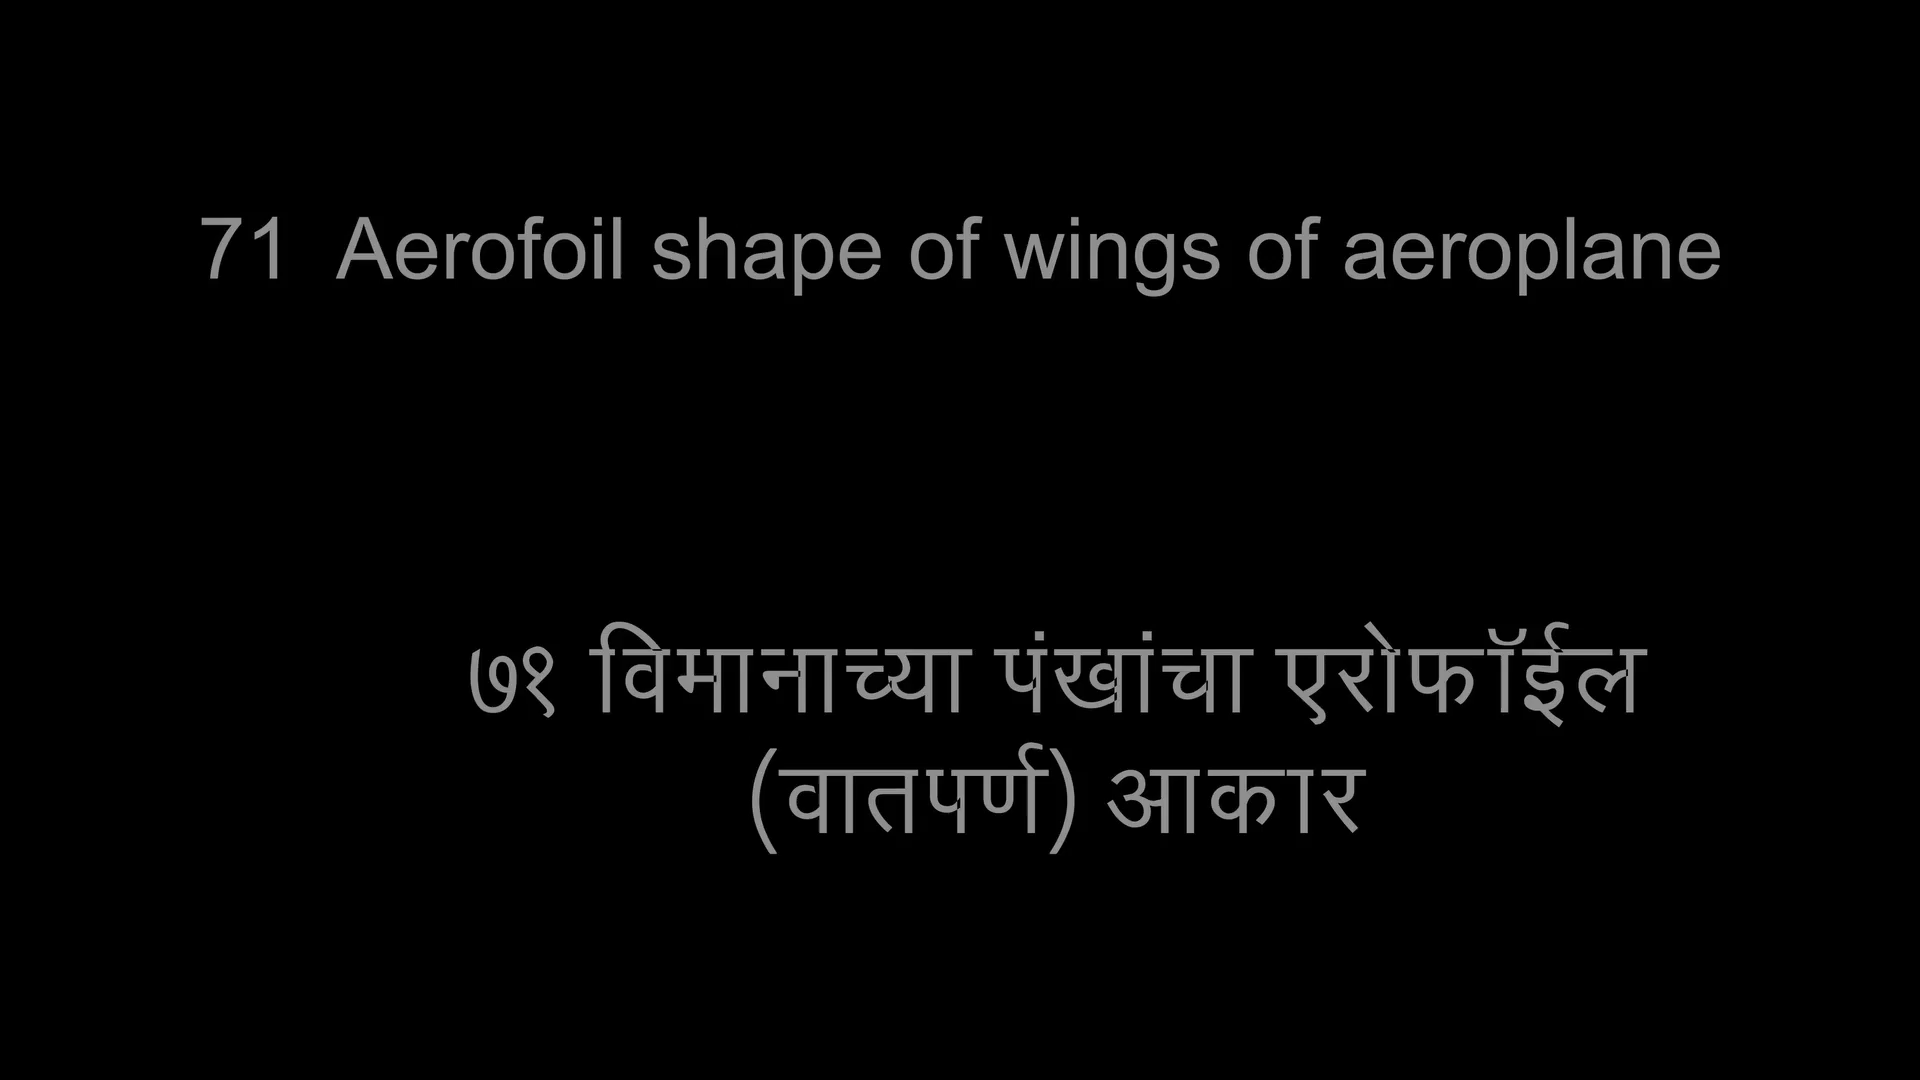 71 Aerofoil shape of wings of aeroplane
७१ विमानाच्या पंखांचा एरोफॉईल
(वातपर्ण) आकार